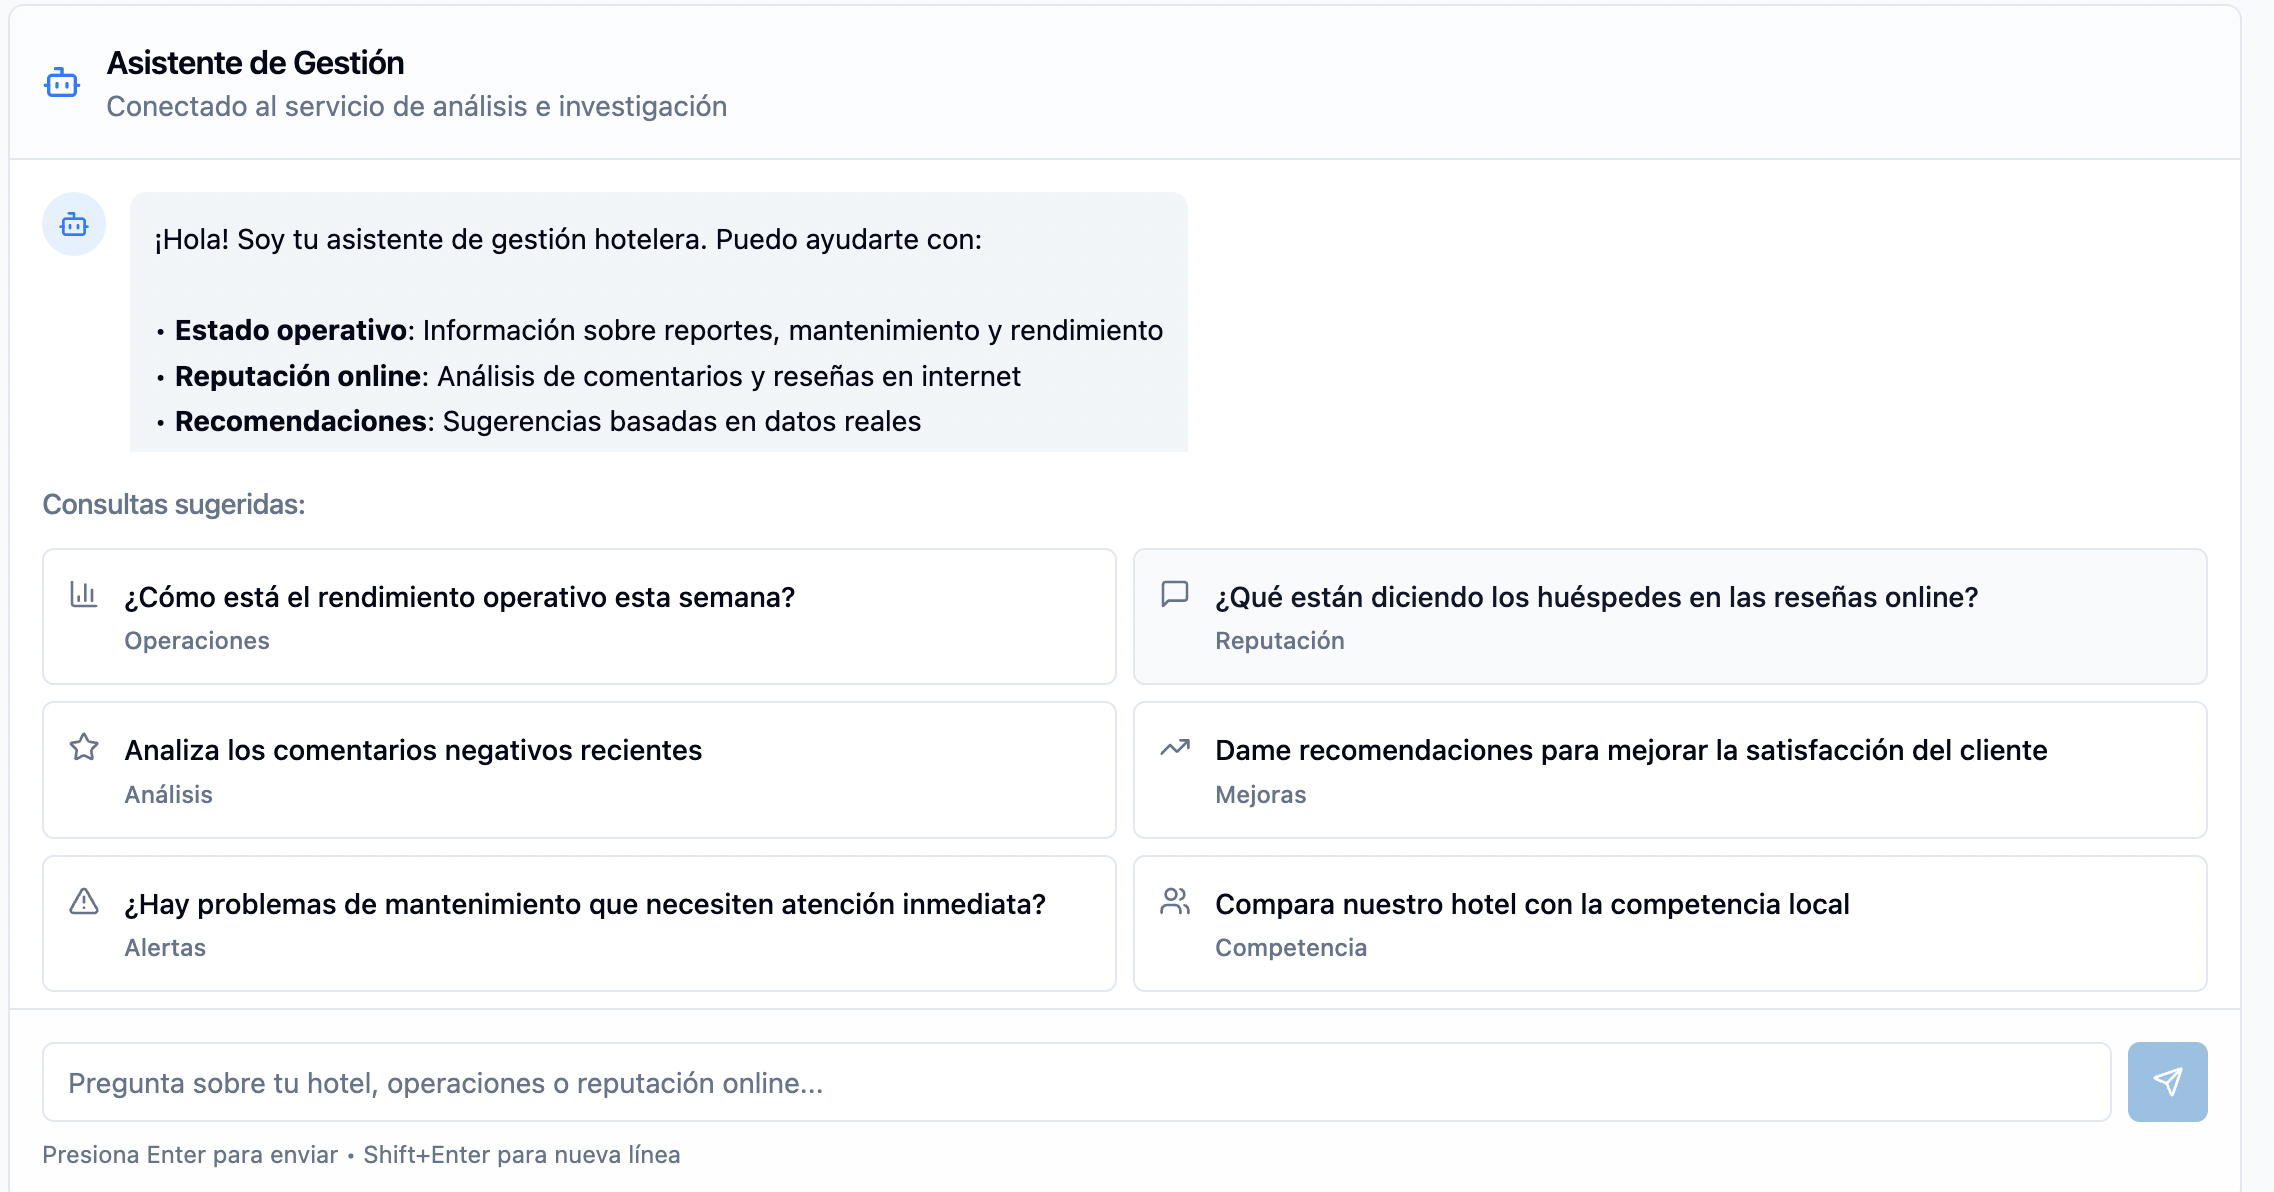 Asistente de Gestión
Conectado al servicio de análisis e investigación
¡Hola! Soy tu asistente de gestión hotelera. Puedo ayudarte con:
• Estado operativo: Información sobre reportes, mantenimiento y rendimiento
• Reputación online: Análisis de comentarios y reseñas en internet
• Recomendaciones: Sugerencias basadas en datos reales
Consultas sugeridas:
¿Cómo está el rendimiento operativo esta semana?
Operaciones
¿Qué están diciendo los huéspedes en las reseñas online?
Reputación
Analiza los comentarios negativos recientes
Análisis
Dame recomendaciones para mejorar la satisfacción del cliente
Mejoras
¿Hay problemas de mantenimiento que necesiten atención inmediata?
Alertas
Compara nuestro hotel con la competencia local
Competencia
Pregunta sobre tu hotel, operaciones o reputación online...
Presiona Enter para enviar • Shift+Enter para nueva línea